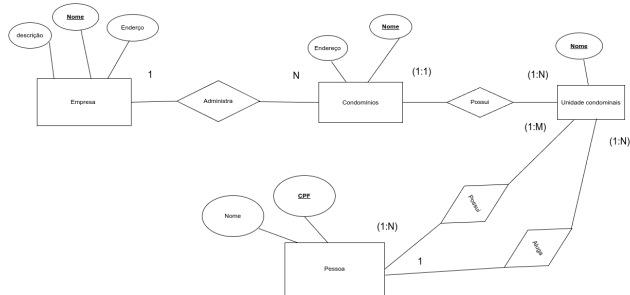 descrição
Nome
Enderço
Endereço
Nome
Nome
1
N
(1:1)
(1:N)
Empresa
Administra
Condomínios
Possui
Unidade condominais
(1:M)
(1:N)
Possui
Aluga
CPF
Nome
(1:N)
1
Pessoa